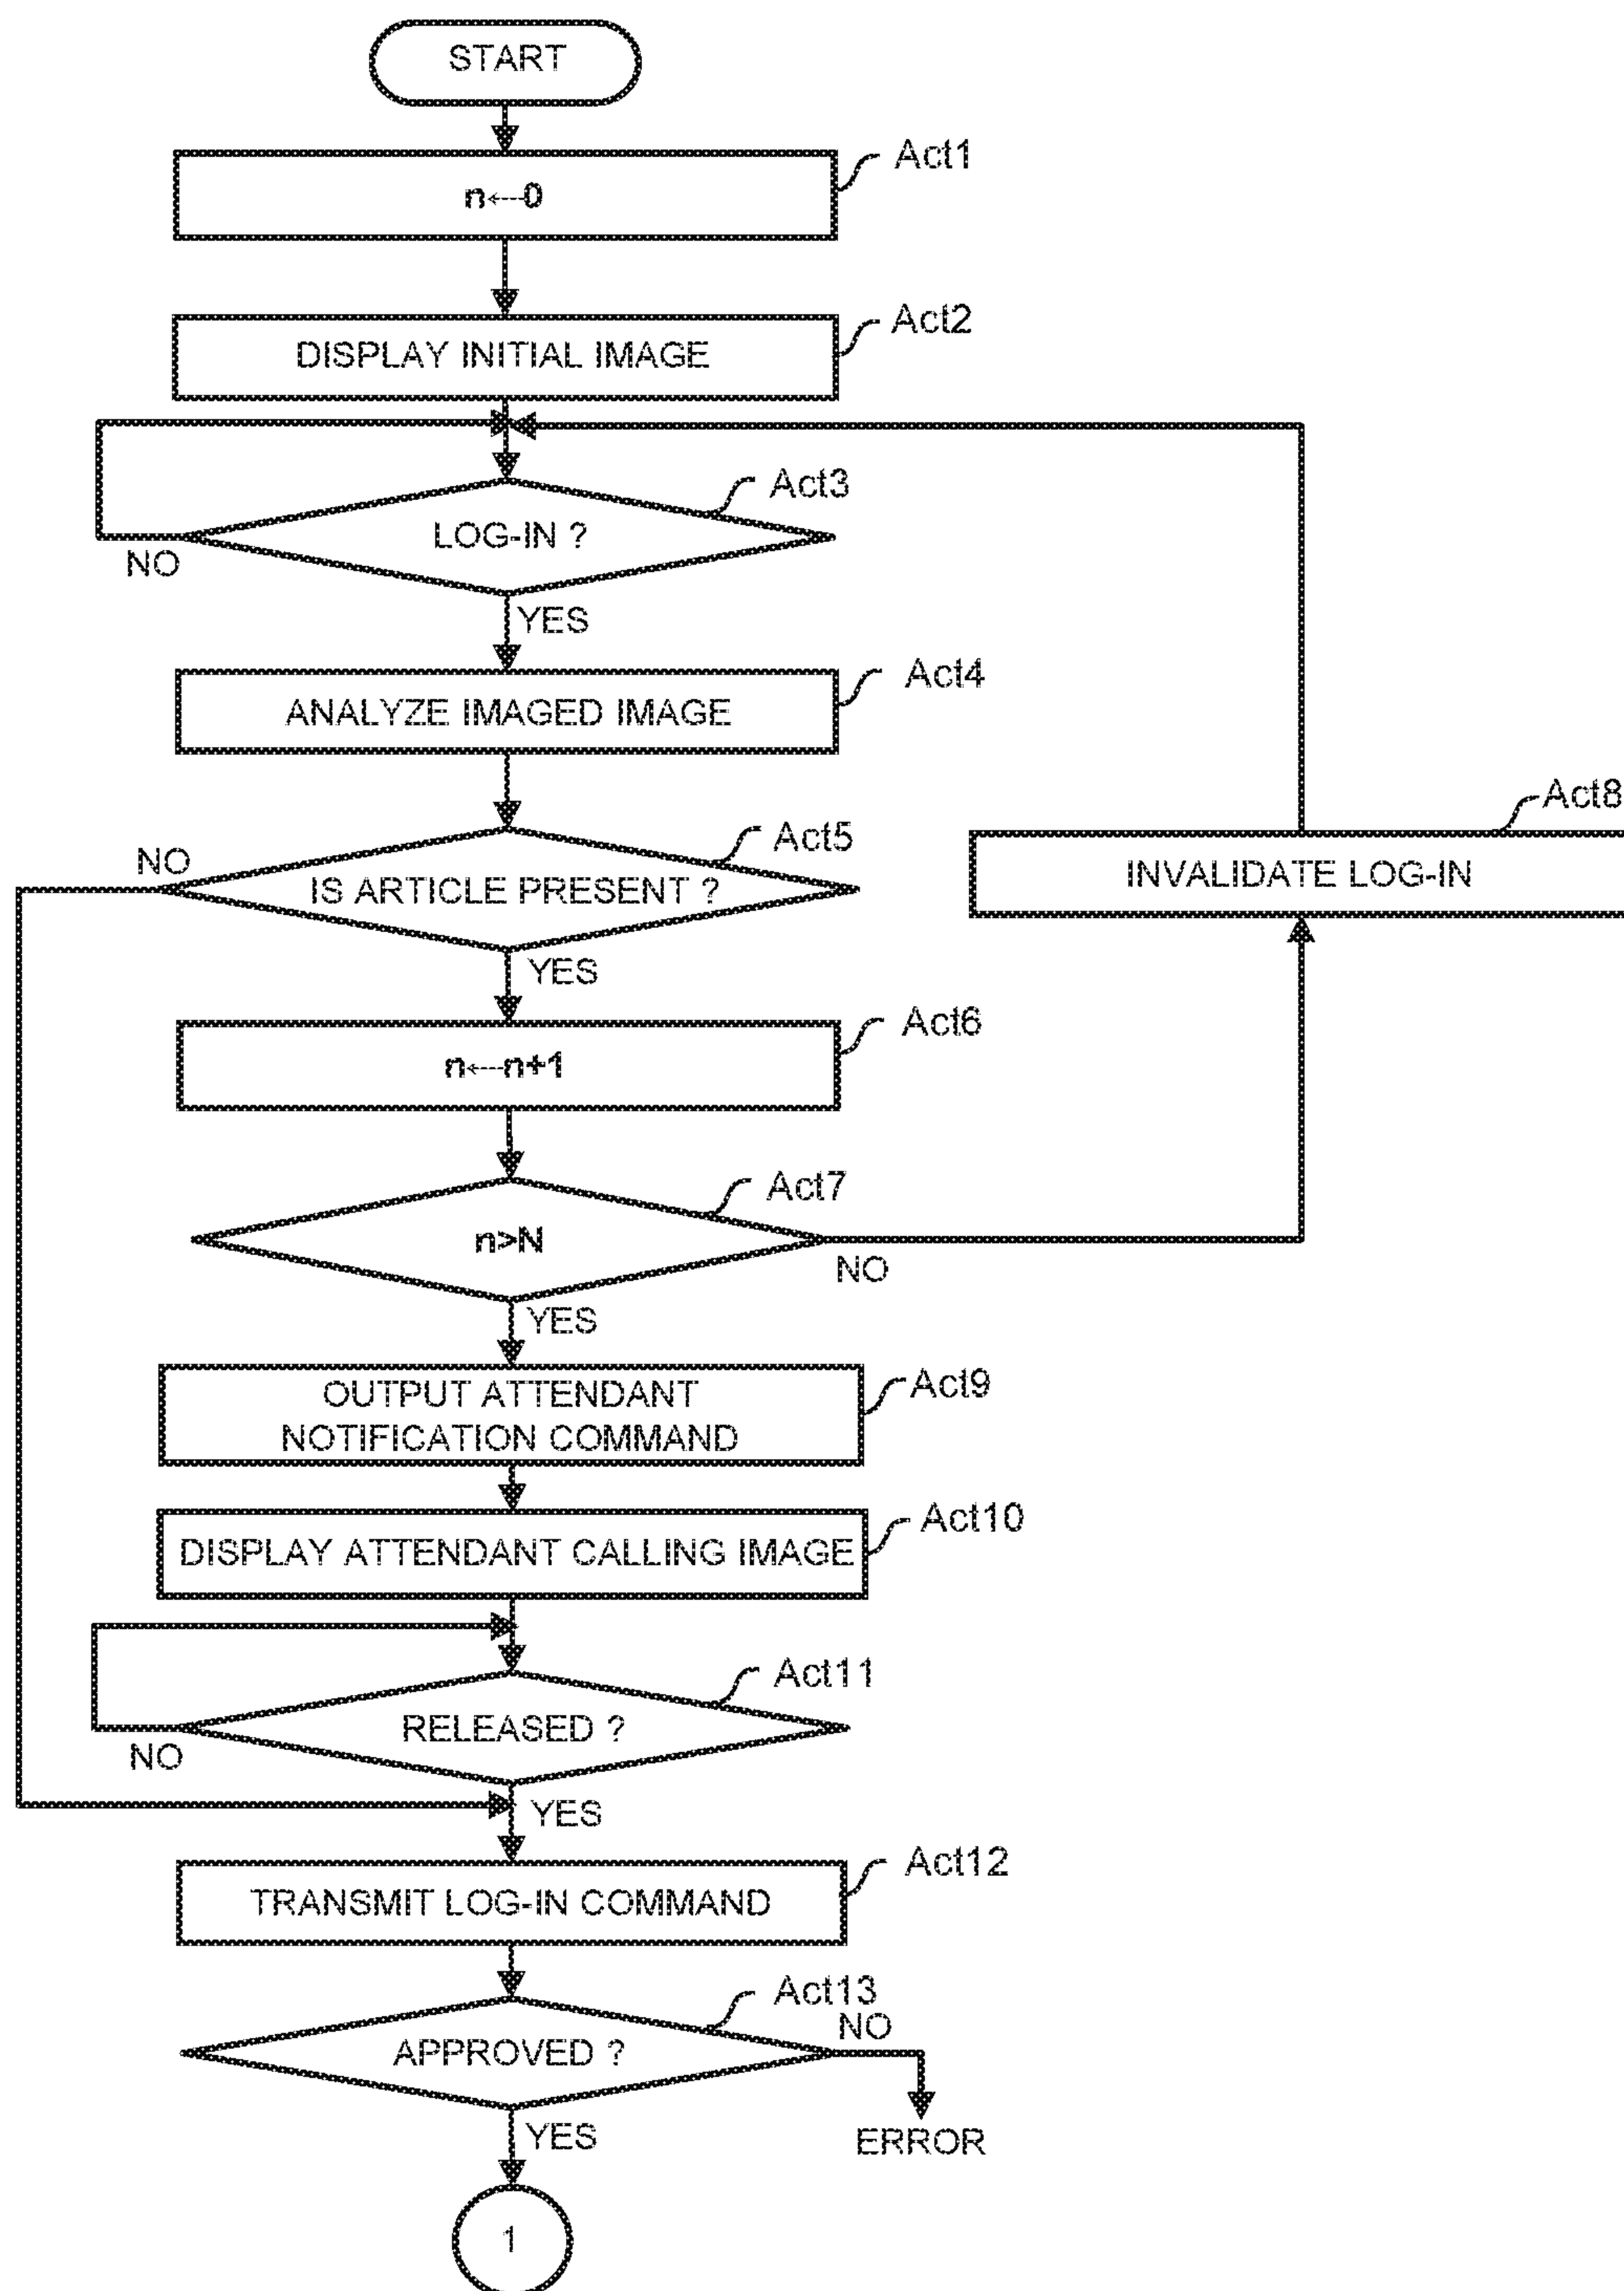 START
Act1
n←0
Act2
DISPLAY INITIAL IMAGE
Act3
LOG-IN ?
NO
YES
Act4
ANALYZE IMAGED IMAGE
Act5
NO
IS ARTICLE PRESENT ?
YES
Act8
INVALIDATE LOG-IN
Act6
n←n+1
Act7
n>N
NO
YES
Act9
OUTPUT ATTENDANT
NOTIFICATION COMMAND
Act10
DISPLAY ATTENDANT CALLING IMAGE
Act11
RELEASED ?
NO
YES
Act12
TRANSMIT LOG-IN COMMAND
Act13
NO
APPROVED ?
YES
ERROR
1